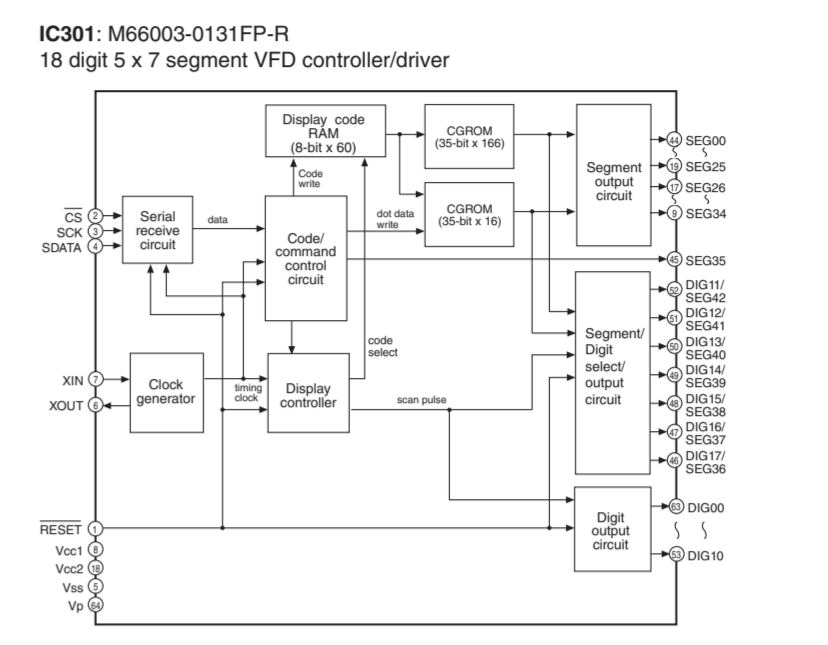 IC301: M66003-0131FP-R
18 digit 5 x 7 segment VFD controller/driver
Display code
RAM
(8-bit x 60)
CGROM
(35-bit x 166)
CGROM
(35-bit x 16)
Segment
output
circuit
44 SEG00
19 SEG25
17 SEG26
9 SEG34
45 SEG35
Code
write
dot data
write
CS 2
SCK 3
SDATA 4
Serial
receive
circuit
data
Code/
command
control
circuit
code
select
Segment/
Digit
select/
output
circuit
52 DIG11/
SEG42
51 DIG12/
SEG41
50 DIG13/
SEG40
49 DIG14/
SEG39
48 DIG15/
SEG38
47 DIG16/
SEG37
46 DIG17/
SEG36
XIN 7
XOUT 6
Clock
generator
timing
clock
Display
controller
scan pulse
RESET 1
Vcc1 8
Vcc2 18
Vss 5
Vp 64
Digit
output
circuit
63 DIG00
53 DIG10